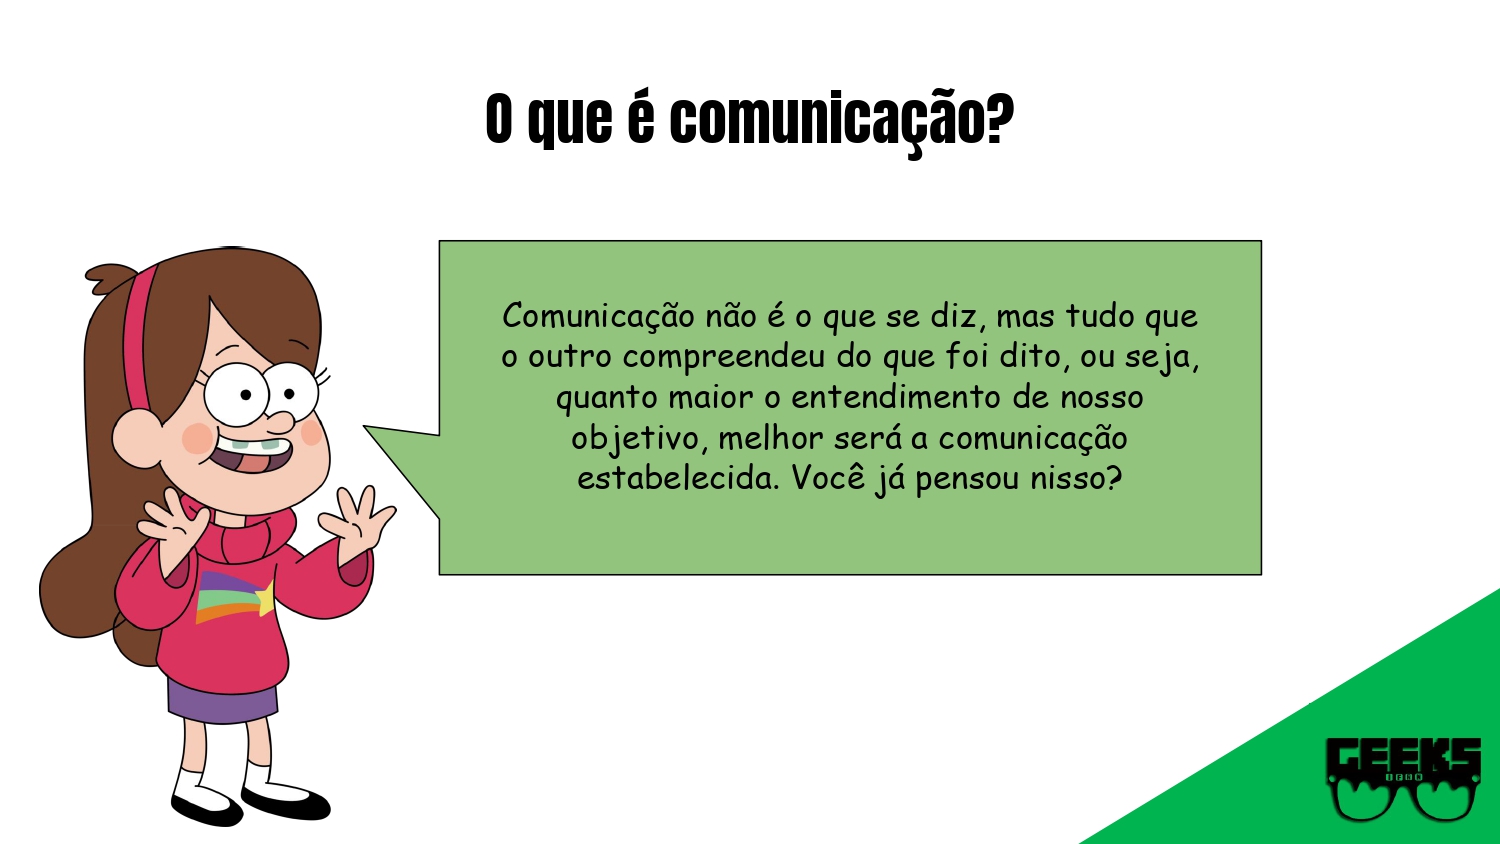 O que é comunicação?
Comunicação não é o que se diz, mas tudo que
o outro compreendeu do que foi dito, ou seja,
quanto maior o entendimento de nosso
objetivo, melhor será a comunicação
estabelecida. Você já pensou nisso?
GEEKS
IFRN